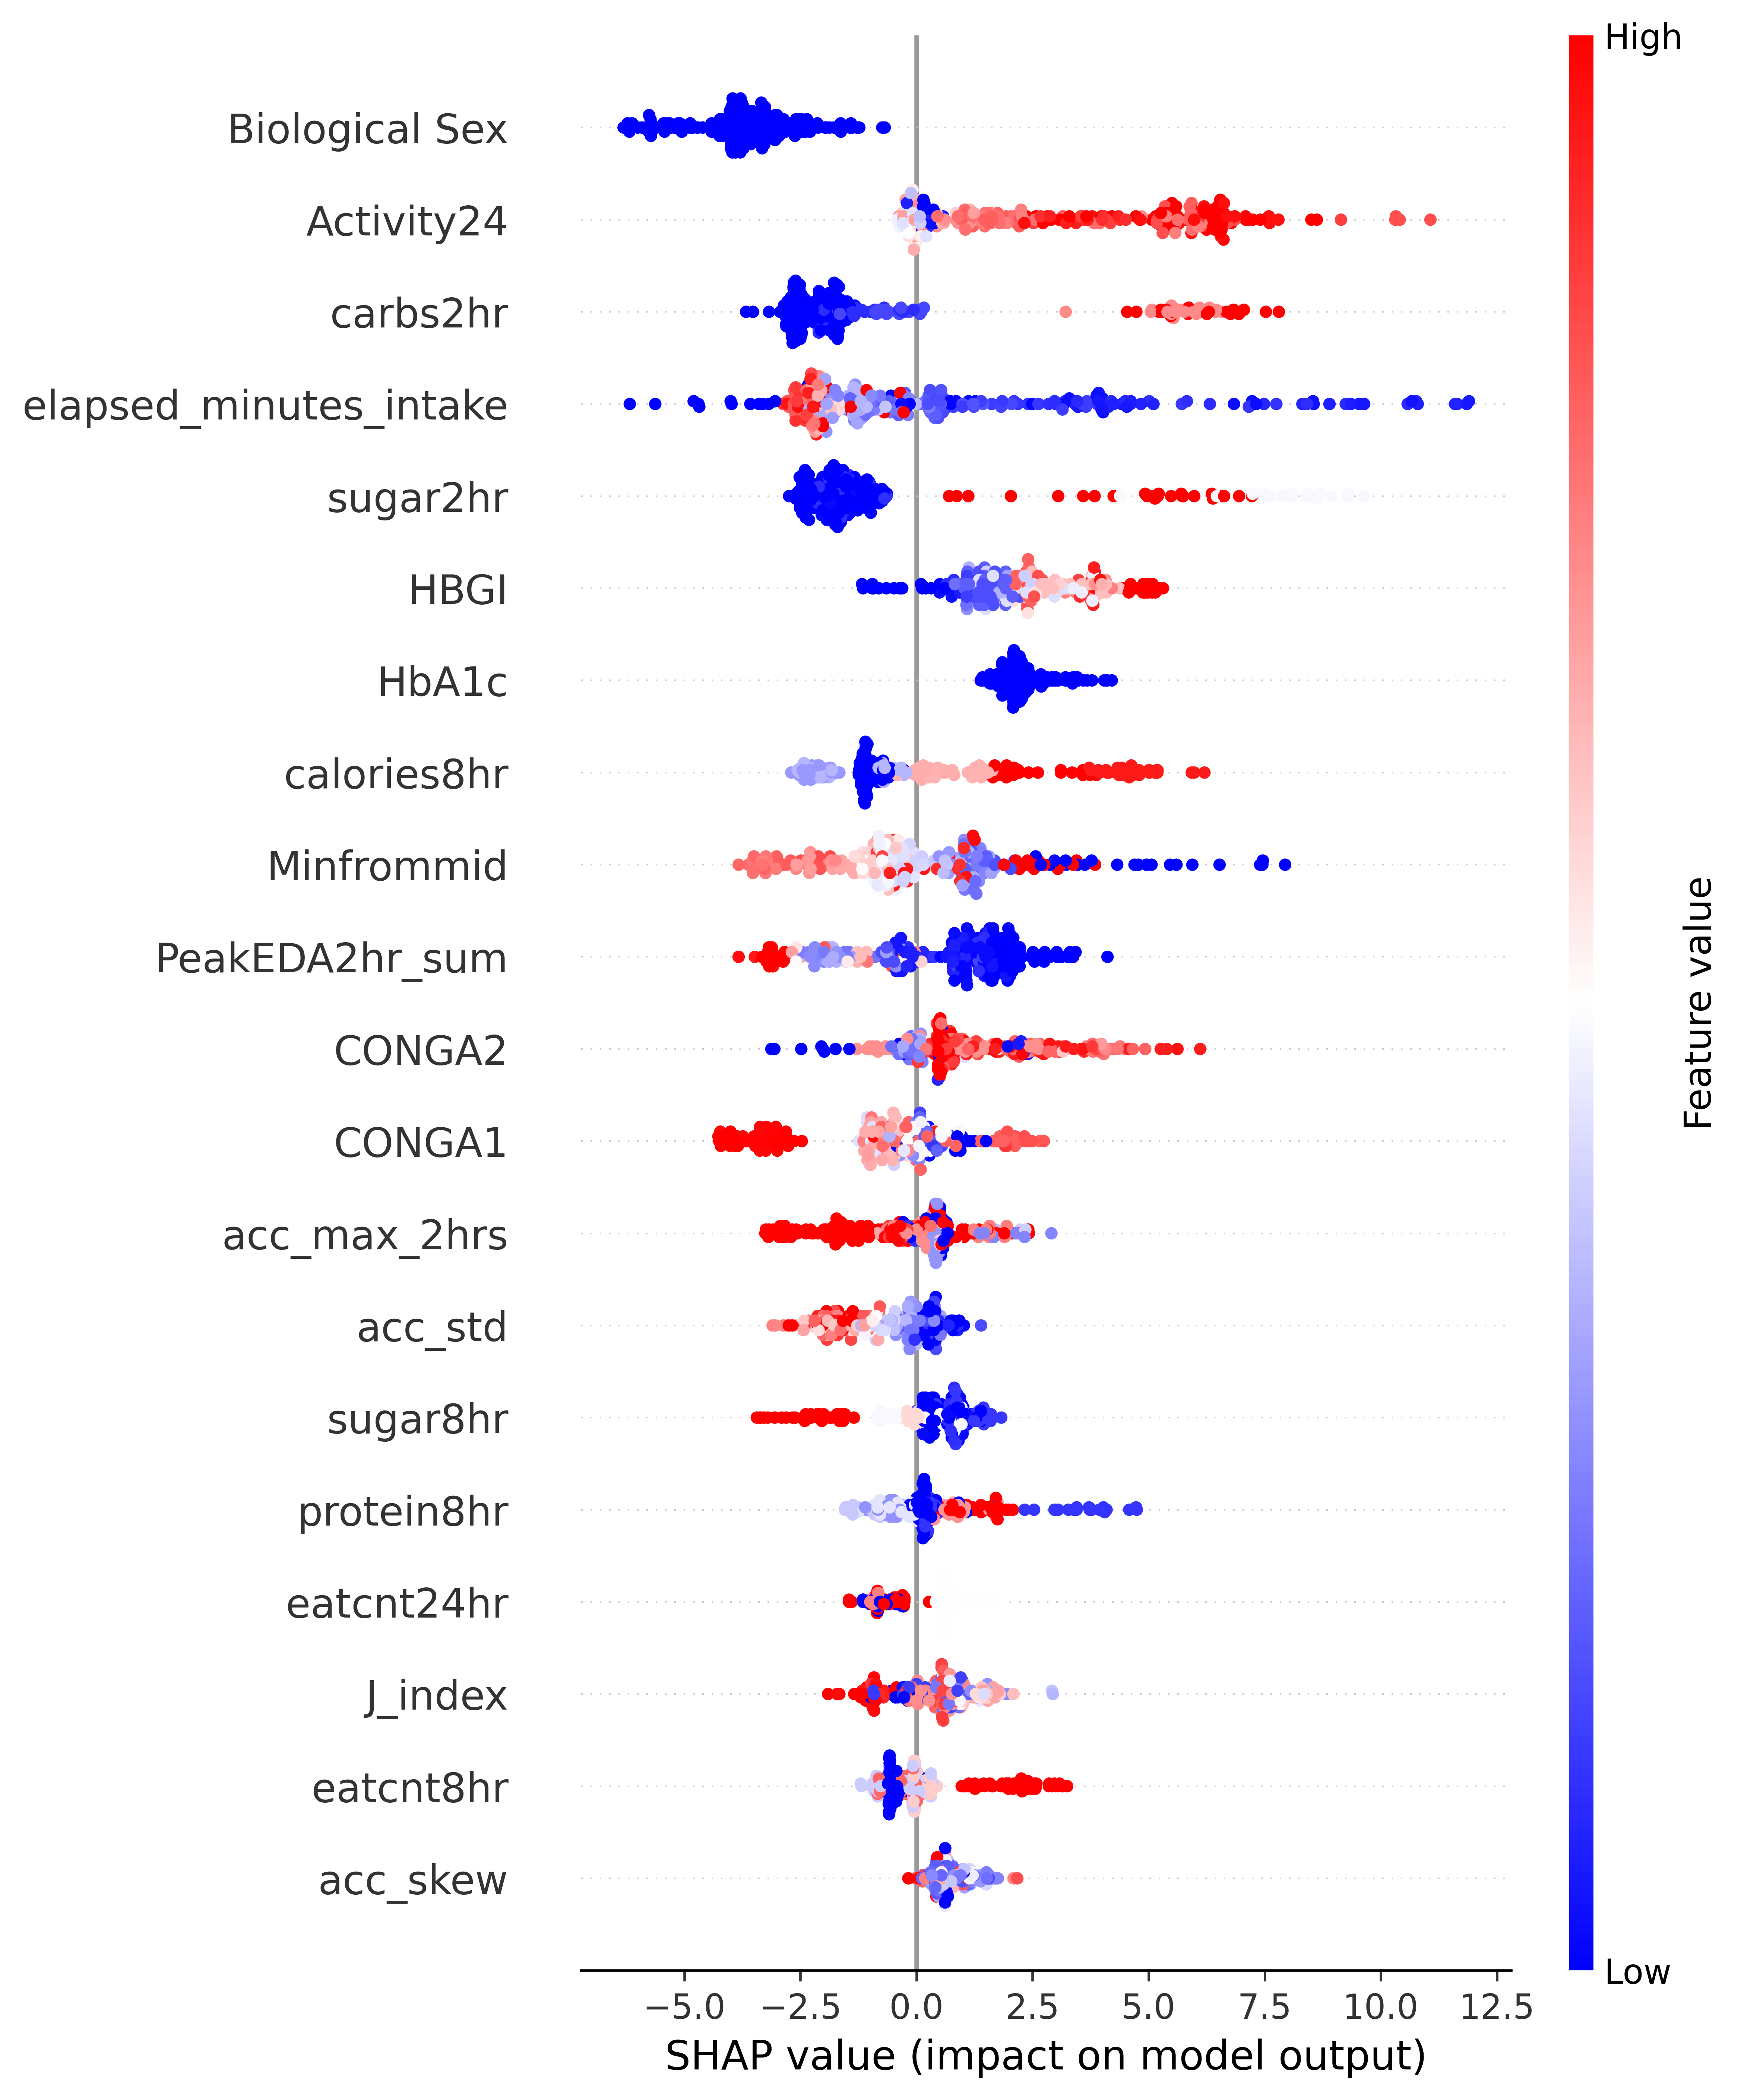 High
Biological Sex
Activity24
carbs2hr
elapsed_minutes_intake
sugar2hr
HBGI
HbA1c
calories8hr
Minfrommid
PeakEDA2hr_sum
CONGA2
CONGA1
acc_max_2hrs
acc_std
sugar8hr
protein8hr
eatcnt24hr
J_index
eatcnt8hr
acc_skew
Feature value
Low
−5.0 −2.5 0.0 2.5 5.0 7.5 10.0 12.5
SHAP value (impact on model output)